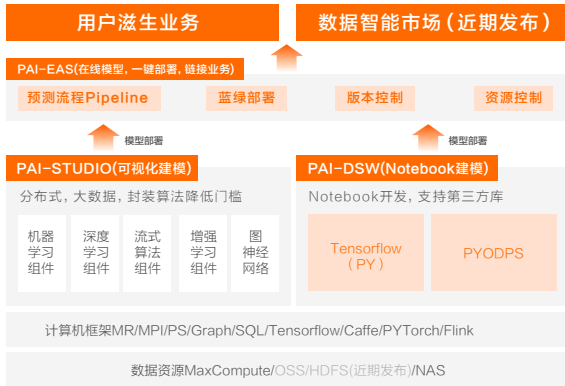 用户滋生业务
数据智能市场（近期发布）
PAI-EAS(在线模型, 一键部署, 链接业务)
预测流程Pipeline
蓝绿部署
版本控制
资源控制
模型部署
模型部署
PAI-STUDIO(可视化建模)
分布式, 大数据, 封装算法降低门槛
机器
学习
组件
深度
学习
组件
流式
算法
组件
增强
学习
组件
图
神经
网络
PAI-DSW(Notebook建模)
Notebook开发, 支持第三方库
Tensorflow
（PY）
PYODPS
计算机框架MR/MPI/PS/Graph/SQL/Tensorflow/Caffe/PYTorch/Flink
数据资源MaxCompute/OSS/HDFS(近期发布)/NAS